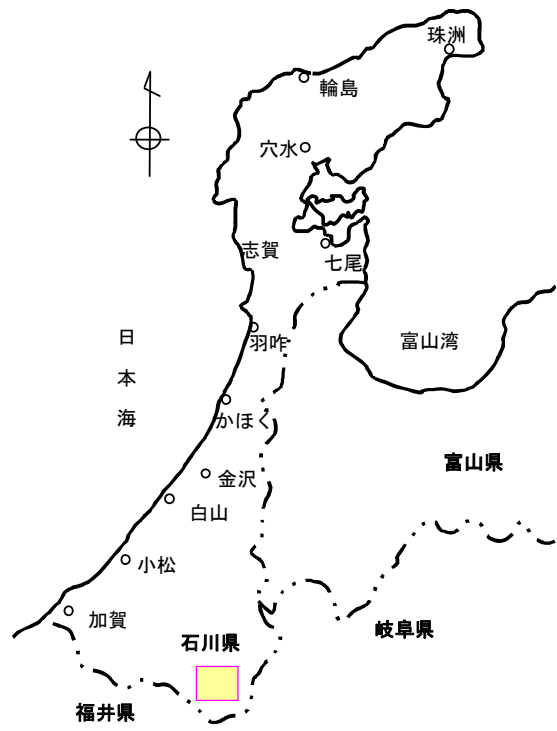 珠洲
輪島
穴水
志賀
七尾
羽咋
日本海
富山湾
かほく
金沢
富山県
白山
小松
加賀
岐阜県
石川県
福井県